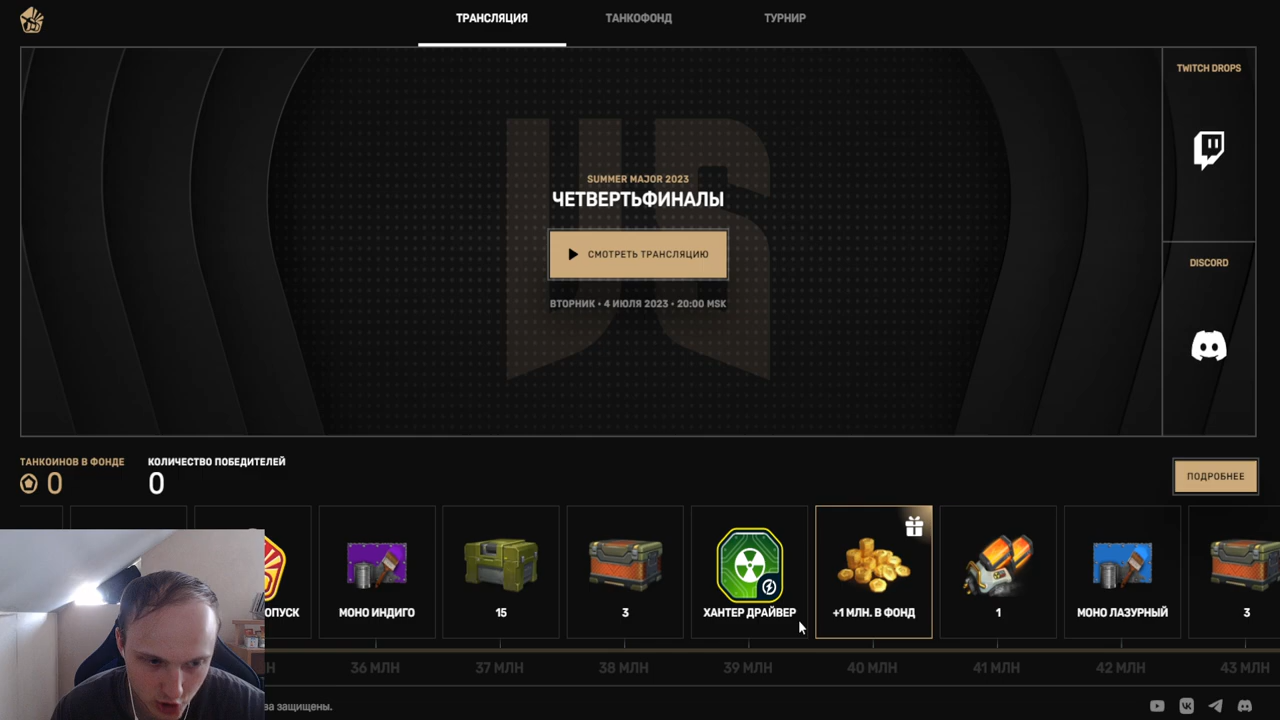 ТРАНСЛЯЦИЯ
ТАНКОФОНД
ТУРНИР
TWITCH DROPS
SUMMER MAJOR 2023
ЧЕТВЕРТЬФИНАЛЫ
СМОТРЕТЬ ТРАНСЛЯЦИЮ
ВТОРНИК • 4 ИЮЛЯ 2023 • 20:00 MSK
DISCORD
ТАНКОИНОВ В ФОНДЕ
0
КОЛИЧЕСТВО ПОБЕДИТЕЛЕЙ
0
ПОДРОБНЕЕ
ОПУСК
МОНО ИНДИГО
15
3
ХАНТЕР ДРАЙВЕР
+1 МЛН. В ФОНД
1
МОНО ЛАЗУРНЫЙ
3
Н
36 МЛН
37 МЛН
38 МЛН
39 МЛН
40 МЛН
41 МЛН
42 МЛН
43 МЛН
ва защищены.